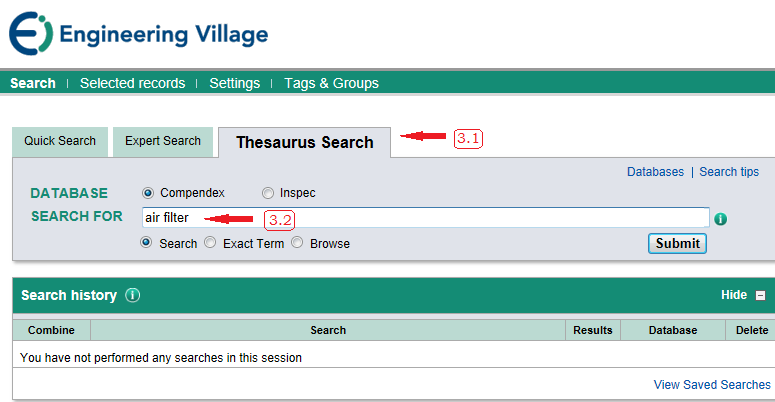 Ei Engineering Village
Search | Selected records | Settings | Tags & Groups
Quick Search Expert Search Thesaurus Search 3.1
Databases | Search tips
DATABASE Compendex Inspec
SEARCH FOR air filter 3.2 i
Search Exact Term Browse Submit
Search history i Hide
Combine Search Results Database Delete
You have not performed any searches in this session
View Saved Searches